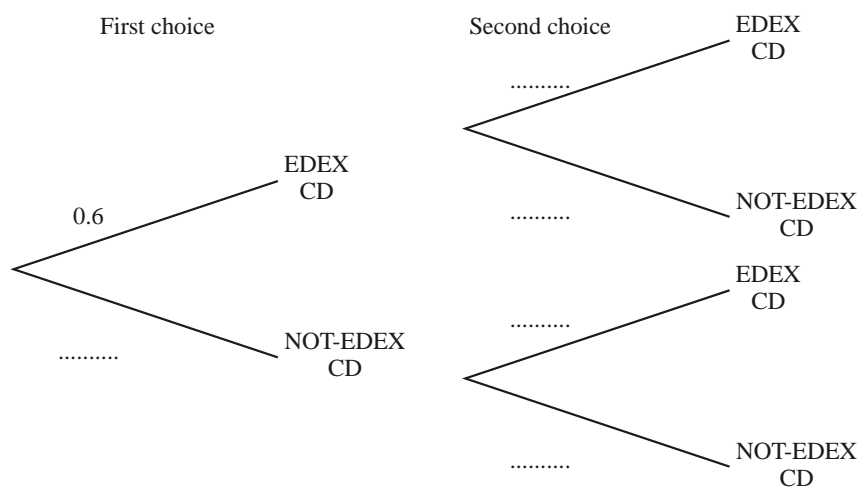 First choice
Second choice
EDEX
CD
..........
EDEX
CD
0.6
NOT-EDEX
CD
..........
EDEX
CD
..........
NOT-EDEX
CD
..........
NOT-EDEX
CD
..........